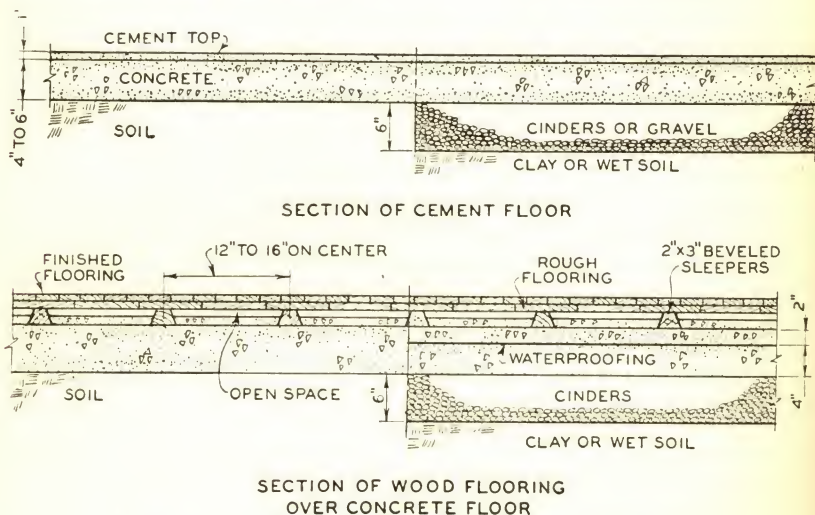 1"
CEMENT TOP
CONCRETE
4" TO 6"
SOIL
6"
CINDERS OR GRAVEL
CLAY OR WET SOIL
SECTION OF CEMENT FLOOR
FINISHED
FLOORING
12" TO 16" ON CENTER
ROUGH
FLOORING
2"x3" BEVELED
SLEEPERS
2"
WATERPROOFING
SOIL
OPEN SPACE
6"
CINDERS
4"
CLAY OR WET SOIL
SECTION OF WOOD FLOORING
OVER CONCRETE FLOOR